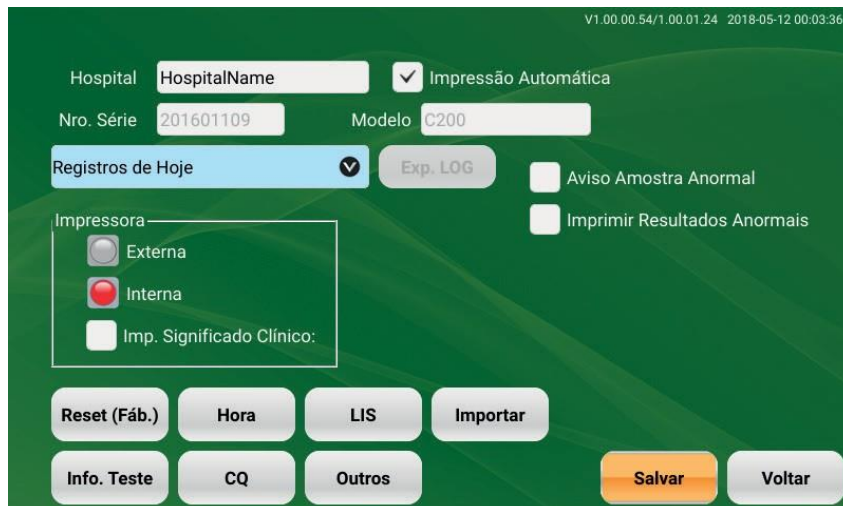 V1.00.00.54/1.00.01.24 2018-05-12 00:03:36
Hospital HospitalName Impressão Automática
Nro. Série 201601109 Modelo C200
Registros de Hoje Exp. LOG
Aviso Amostra Anormal
Imprimir Resultados Anormais
Impressora
Externa
Interna
Imp. Significado Clínico:
Reset (Fáb.) Hora LIS Importar
Info. Teste CQ Outros Salvar Voltar